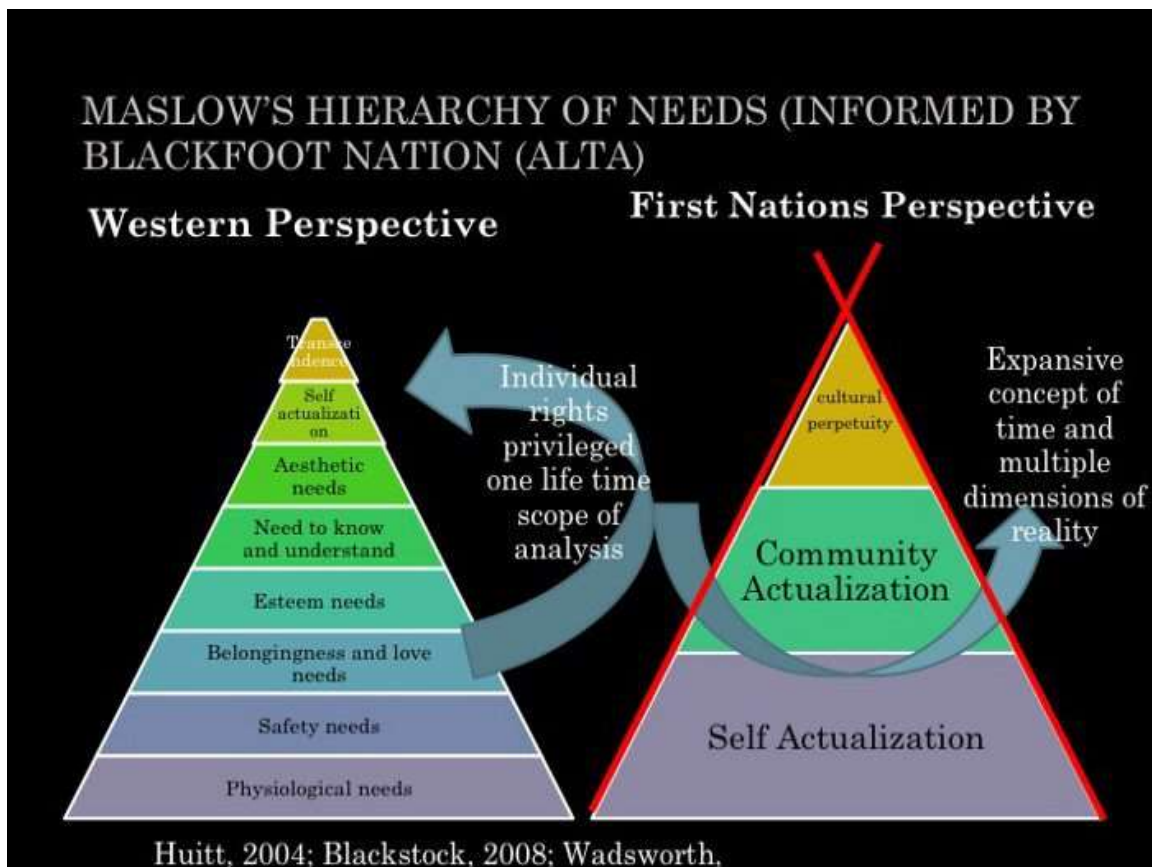 MASLOW'S HIERARCHY OF NEEDS (INFORMED BY
BLACKFOOT NATION (ALTA)
Western Perspective
First Nations Perspective
Transce
ndence
Self
actualizati
on
Aesthetic
needs
Need to know
and understand
Esteem needs
Belongingness and love
needs
Safety needs
Physiological needs
Individual
rights
privileged
one life time
scope of
analysis
cultural
perpetuity
Community
Actualization
Self Actualization
Expansive
concept of
time and
multiple
dimensions of
reality
Huitt, 2004; Blackstock, 2008; Wadsworth,